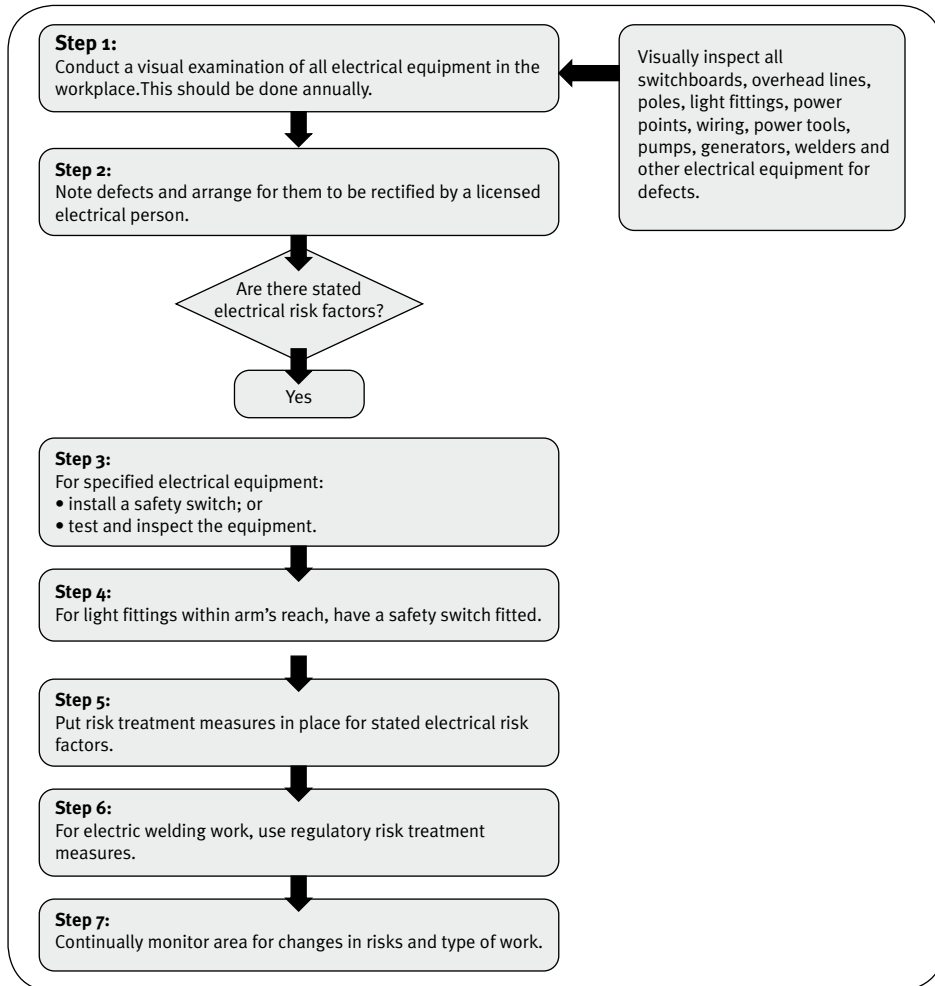 Step 1:
Conduct a visual examination of all electrical equipment in the
workplace.This should be done annually.
Visually inspect all
switchboards, overhead lines,
poles, light fittings, power
points, wiring, power tools,
pumps, generators, welders and
other electrical equipment for
defects.
Step 2:
Note defects and arrange for them to be rectified by a licensed
electrical person.
Are there stated
electrical risk factors?
Yes
Step 3:
For specified electrical equipment:
• install a safety switch; or
• test and inspect the equipment.
Step 4:
For light fittings within arm's reach, have a safety switch fitted.
Step 5:
Put risk treatment measures in place for stated electrical risk
factors.
Step 6:
For electric welding work, use regulatory risk treatment
measures.
Step 7:
Continually monitor area for changes in risks and type of work.